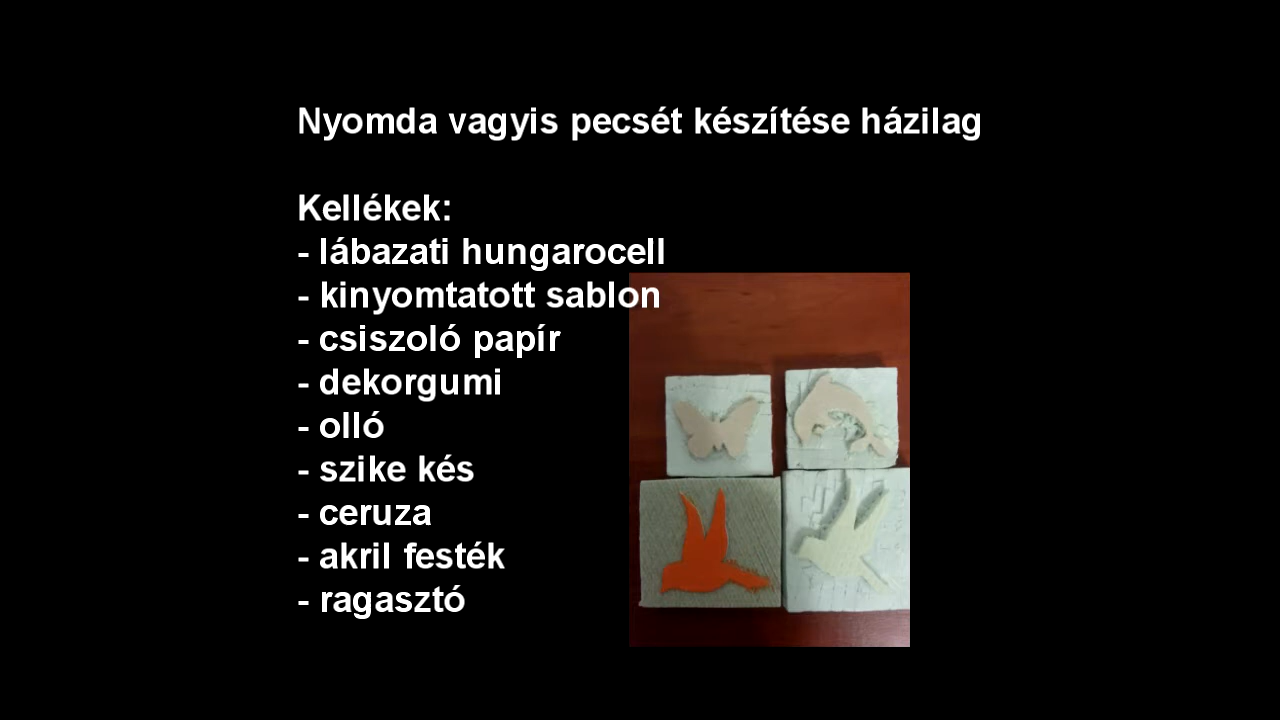 Nyomda vagyis pecsét készítése házilag
Kellékek:
- lábazati hungarocell
- kinyomtatott sablon
- csiszoló papír
- dekorgumi
- olló
- szike kés
- ceruza
- akril festék
- ragasztó